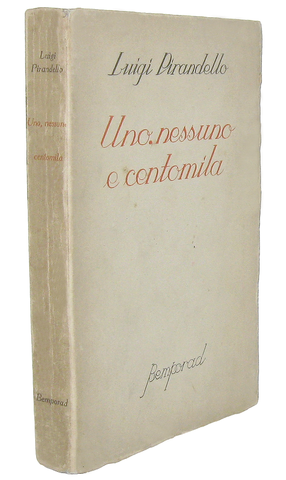 Luigi
Pirandello
Uno, nessuno
centomila
Bemporad
Luigi Pirandello
Uno, nessuno
e centomila
Bemporad